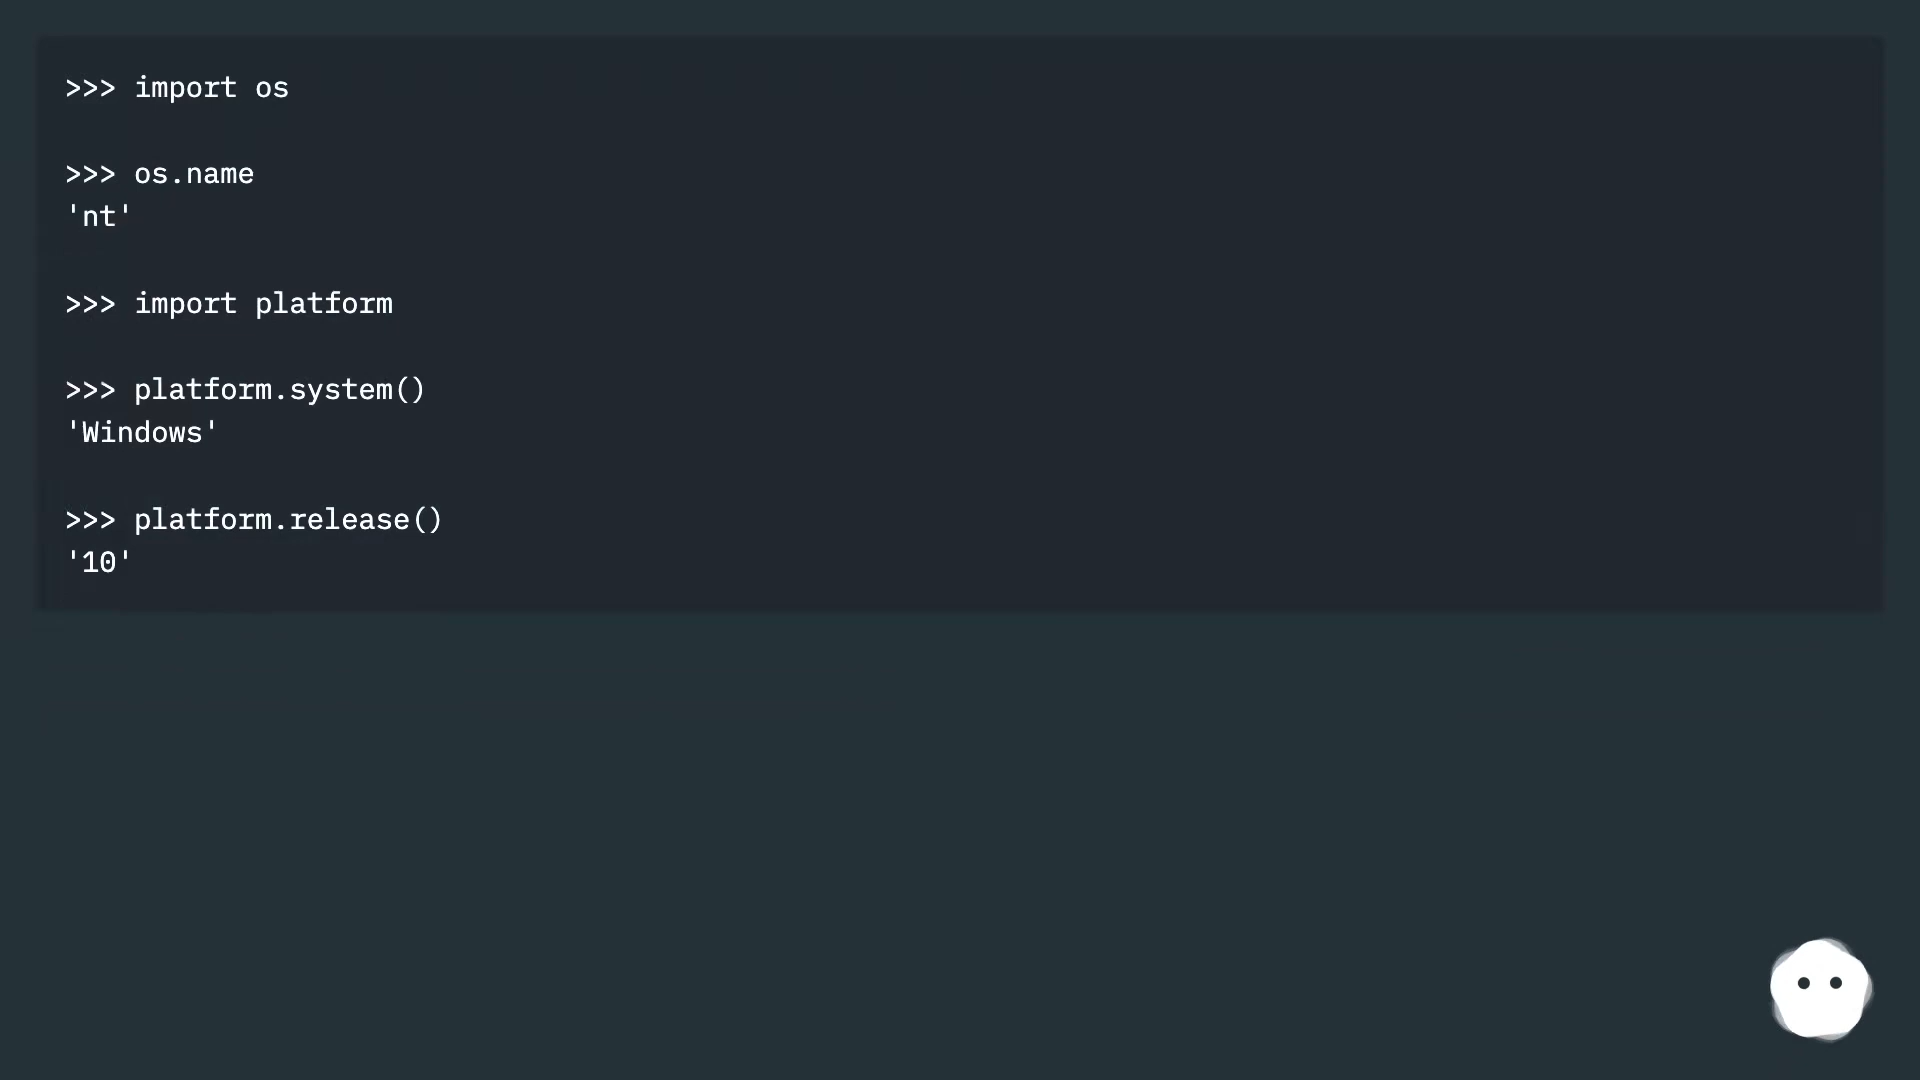 >>> import os
>>> os.name
'nt'
>>> import platform
>>> platform.system()
'Windows'
>>> platform.release()
'10'